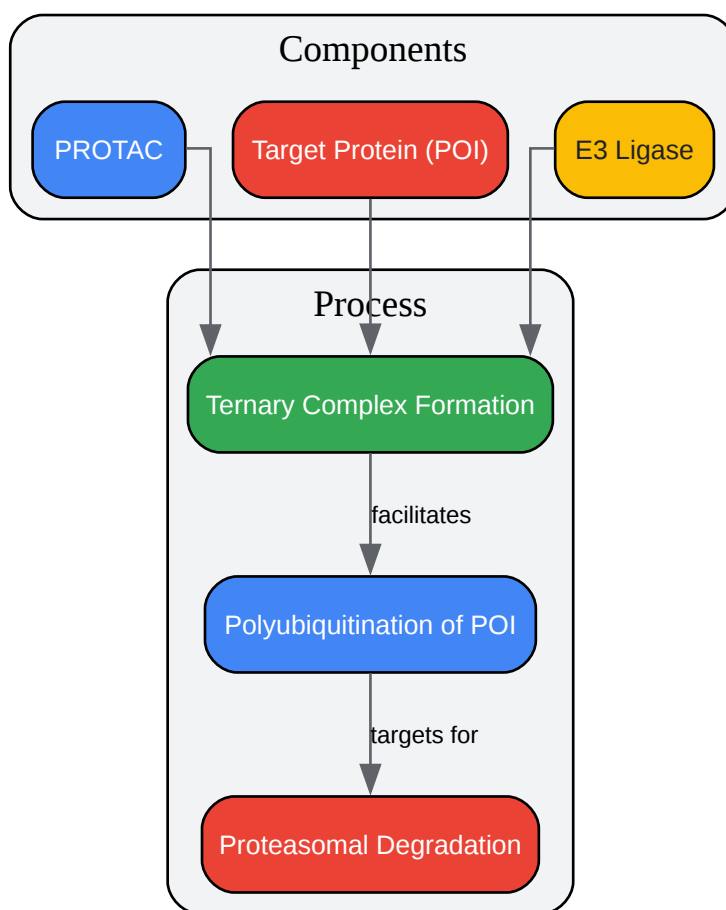 Components
PROTAC
Target Protein (POI)
E3 Ligase
Process
Ternary Complex Formation
facilitates
Polyubiquitination of POI
targets for
Proteasomal Degradation